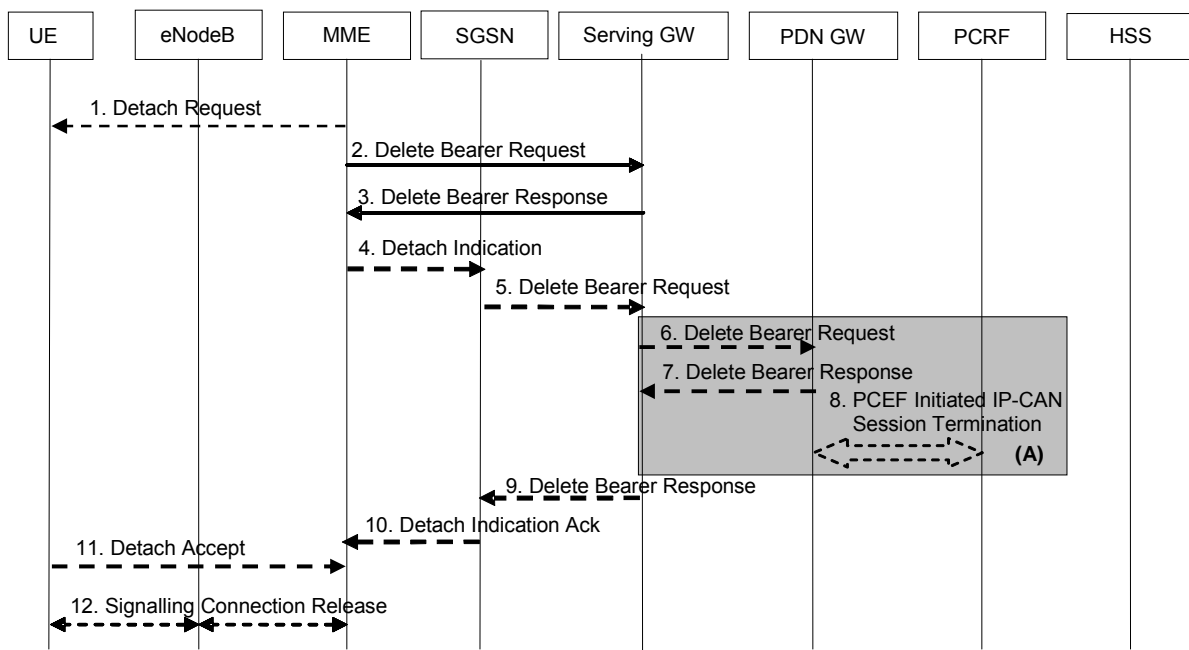 UE
eNodeB
MME
SGSN
Serving GW
PDN GW
PCRF
HSS
1. Detach Request
2. Delete Bearer Request
3. Delete Bearer Response
4. Detach Indication
5. Delete Bearer Request
6. Delete Bearer Request
7. Delete Bearer Response
8. PCEF Initiated IP-CAN
Session Termination
(A)
9. Delete Bearer Response
10. Detach Indication Ack
11. Detach Accept
12. Signalling Connection Release